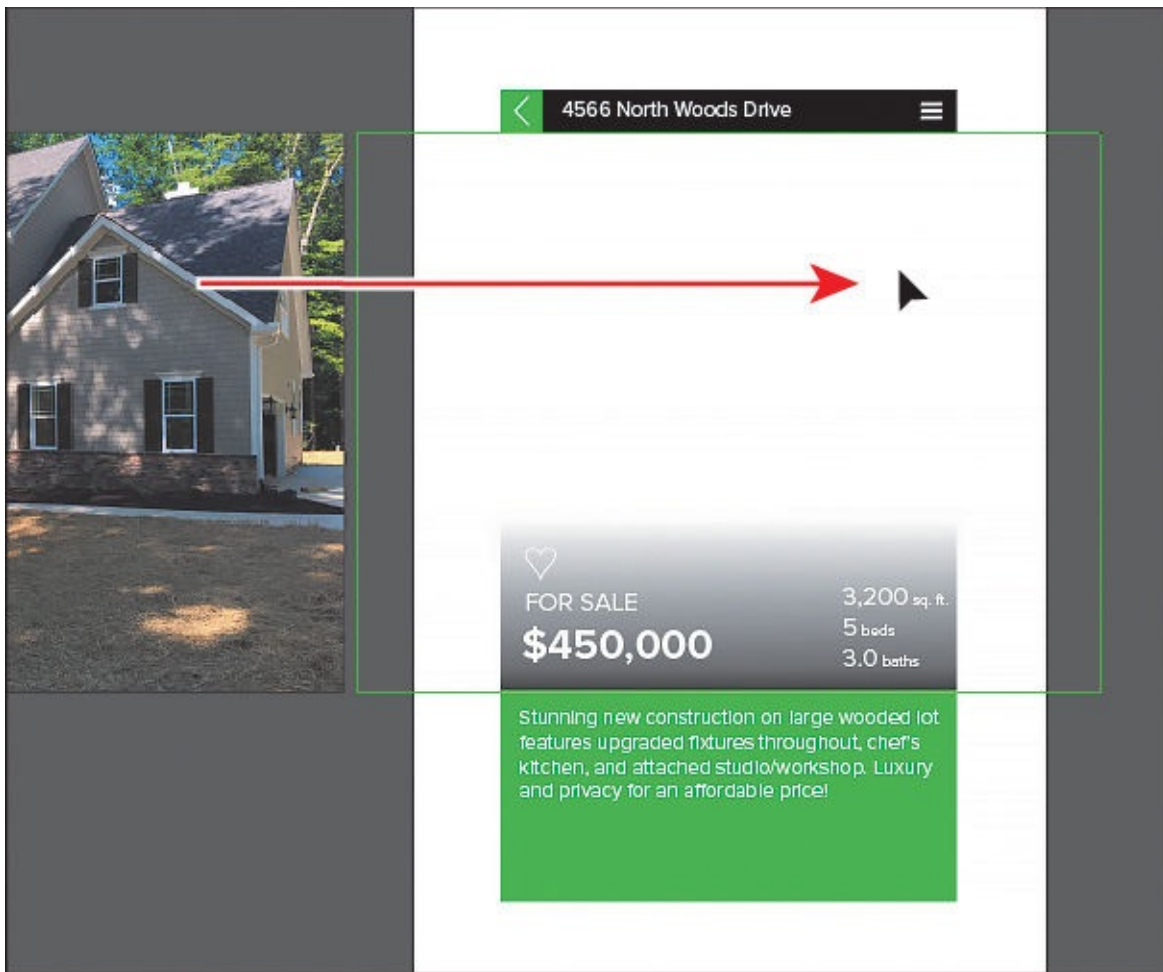 4566 North Woods Drive
FOR SALE
$450,000
3,200 sq. ft.
5 beds
3.0 baths
Stunning new construction on large wooded lot
features upgraded fixtures throughout, chef's
kitchen, and attached studio/workshop. Luxury
and privacy for an affordable price!